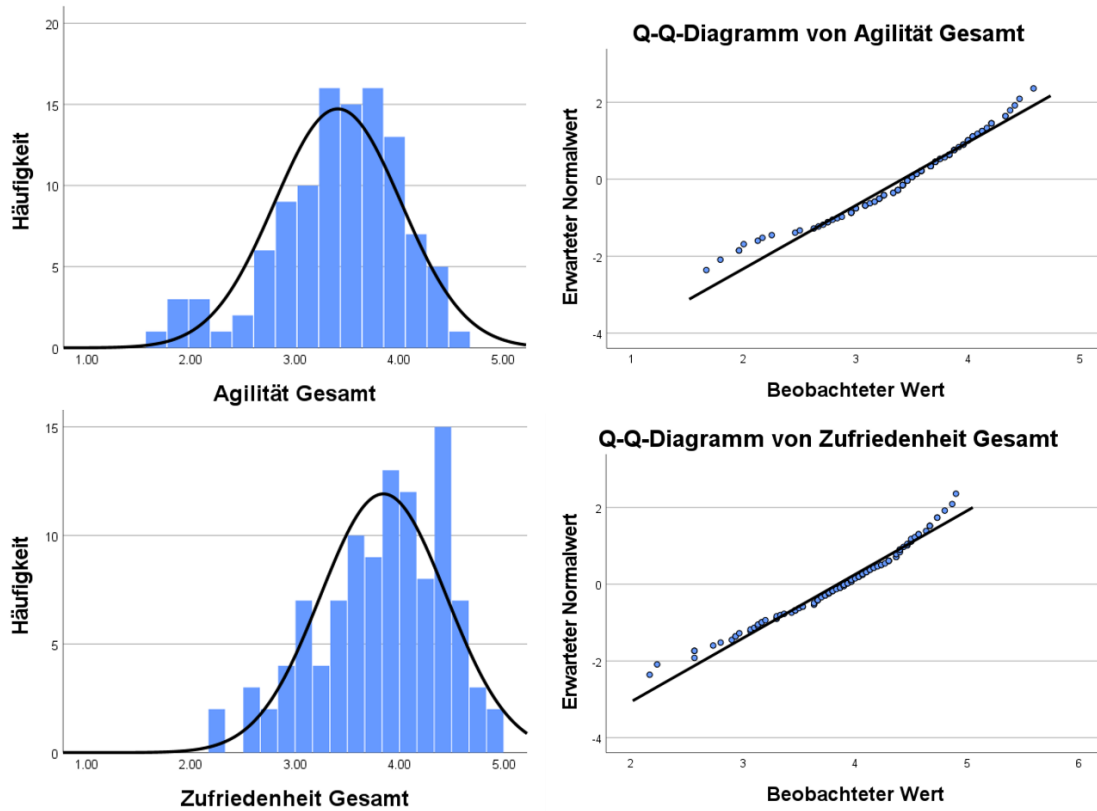 20
15
10
5
0
Häufigkeit
1.00 2.00 3.00 4.00 5.00
Agilität Gesamt
Q-Q-Diagramm von Agilität Gesamt
2
0
-2
-4
Erwarteter Normalwert
1 2 3 4 5
Beobachteter Wert
15
10
5
0
Häufigkeit
1.00 2.00 3.00 4.00 5.00
Zufriedenheit Gesamt
Q-Q-Diagramm von Zufriedenheit Gesamt
2
0
-2
-4
Erwarteter Normalwert
2 3 4 5 6
Beobachteter Wert